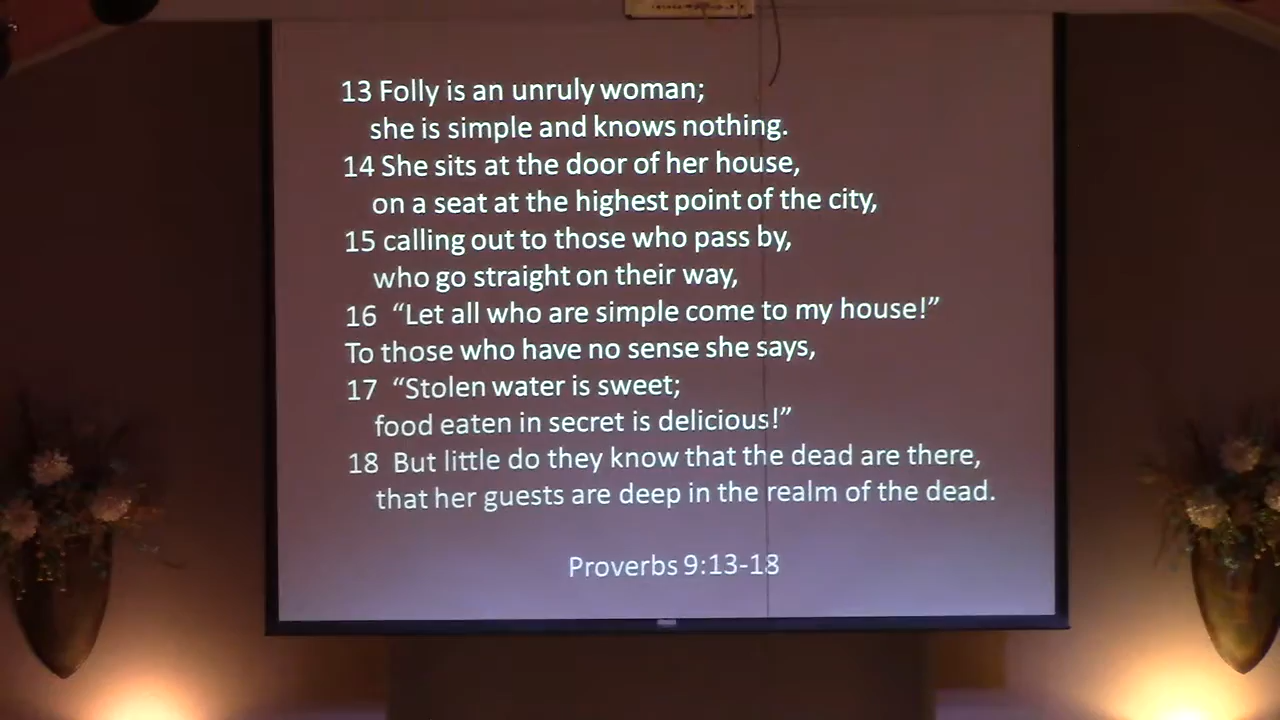 13 Folly is an unruly woman;
she is simple and knows nothing.
14 She sits at the door of her house,
on a seat at the highest point of the city,
15 calling out to those who pass by,
who go straight on their way,
16 “Let all who are simple come to my house!”
To those who have no sense she says,
17 “Stolen water is sweet;
food eaten in secret is delicious!”
18 But little do they know that the dead are there,
that her guests are deep in the realm of the dead.
Proverbs 9:13-18